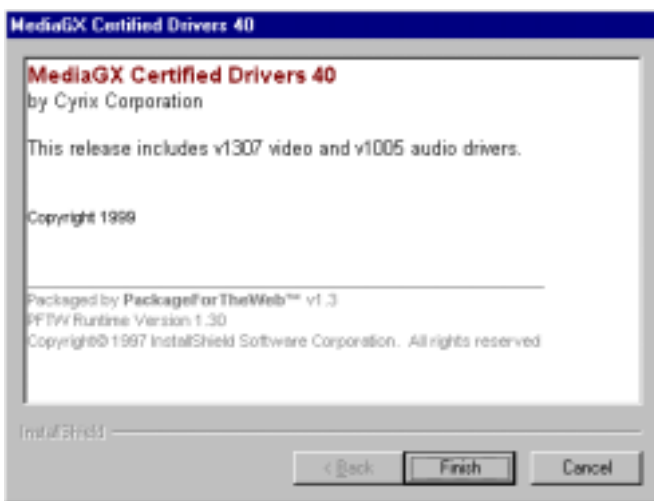 MediaGX Certified Drivers 40
MediaGX Certified Drivers 40
by Cyrix Corporation
This release includes v1307 video and v1005 audio drivers.
Copyright 1999
Packaged by PackageForTheWeb™ v1.3
PFTW Runtime Version 1.30
Copyright© 1997 InstallShield Software Corporation. All rights reserved
InstallShield
< Back
Finish
Cancel